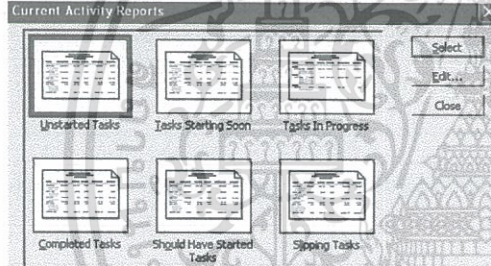 Current Activity Reports
Select
Edit...
Close
Unstarted Tasks
Tasks Starting Soon
Tasks In Progress
Completed Tasks
Should Have Started
Tasks
Slipping Tasks